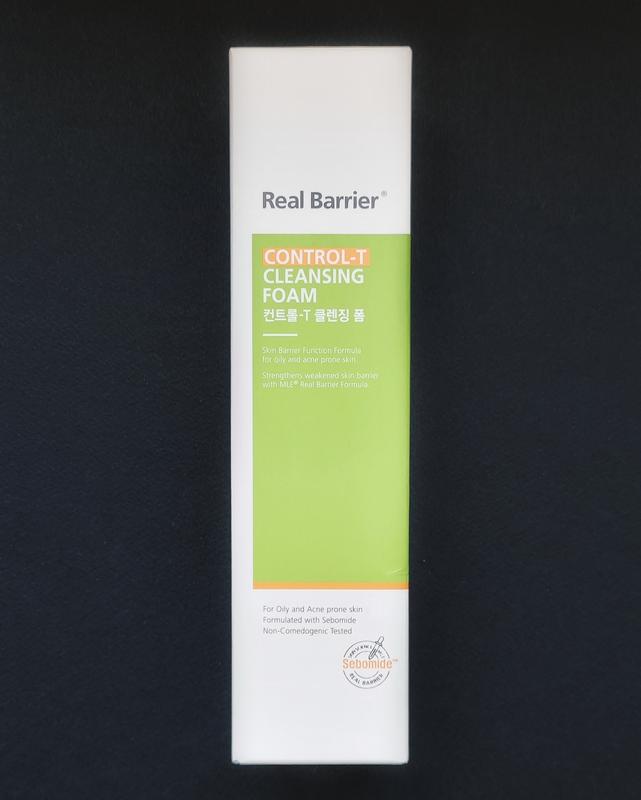 Real Barrier®
CONTROL-T
CLEANSING
FOAM
컨트롤-T 클렌징 폼
Skin Barrier Function Formula
for oily and acne prone skin
Strengthens weakened skin barrier
with MLE® Real Barrier Formula
For Oily and Acne prone skin
Formulated with Sebomide
Non-Comedogenic Tested
Sebomide™
REAL BARRIER